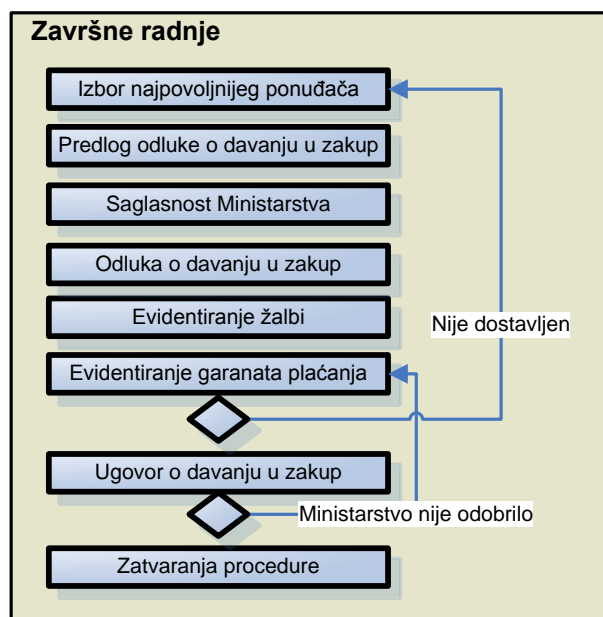 Završne radnje
Izbor najpovoljnijeg ponuđača
Predlog odluke o davanju u zakup
Saglasnost Ministarstva
Odluka o davanju u zakup
Evidentiranje žalbi
Nije dostavljen
Evidentiranje garanata plaćanja
Ugovor o davanju u zakup
Ministarstvo nije odobrilo
Zatvaranja procedure